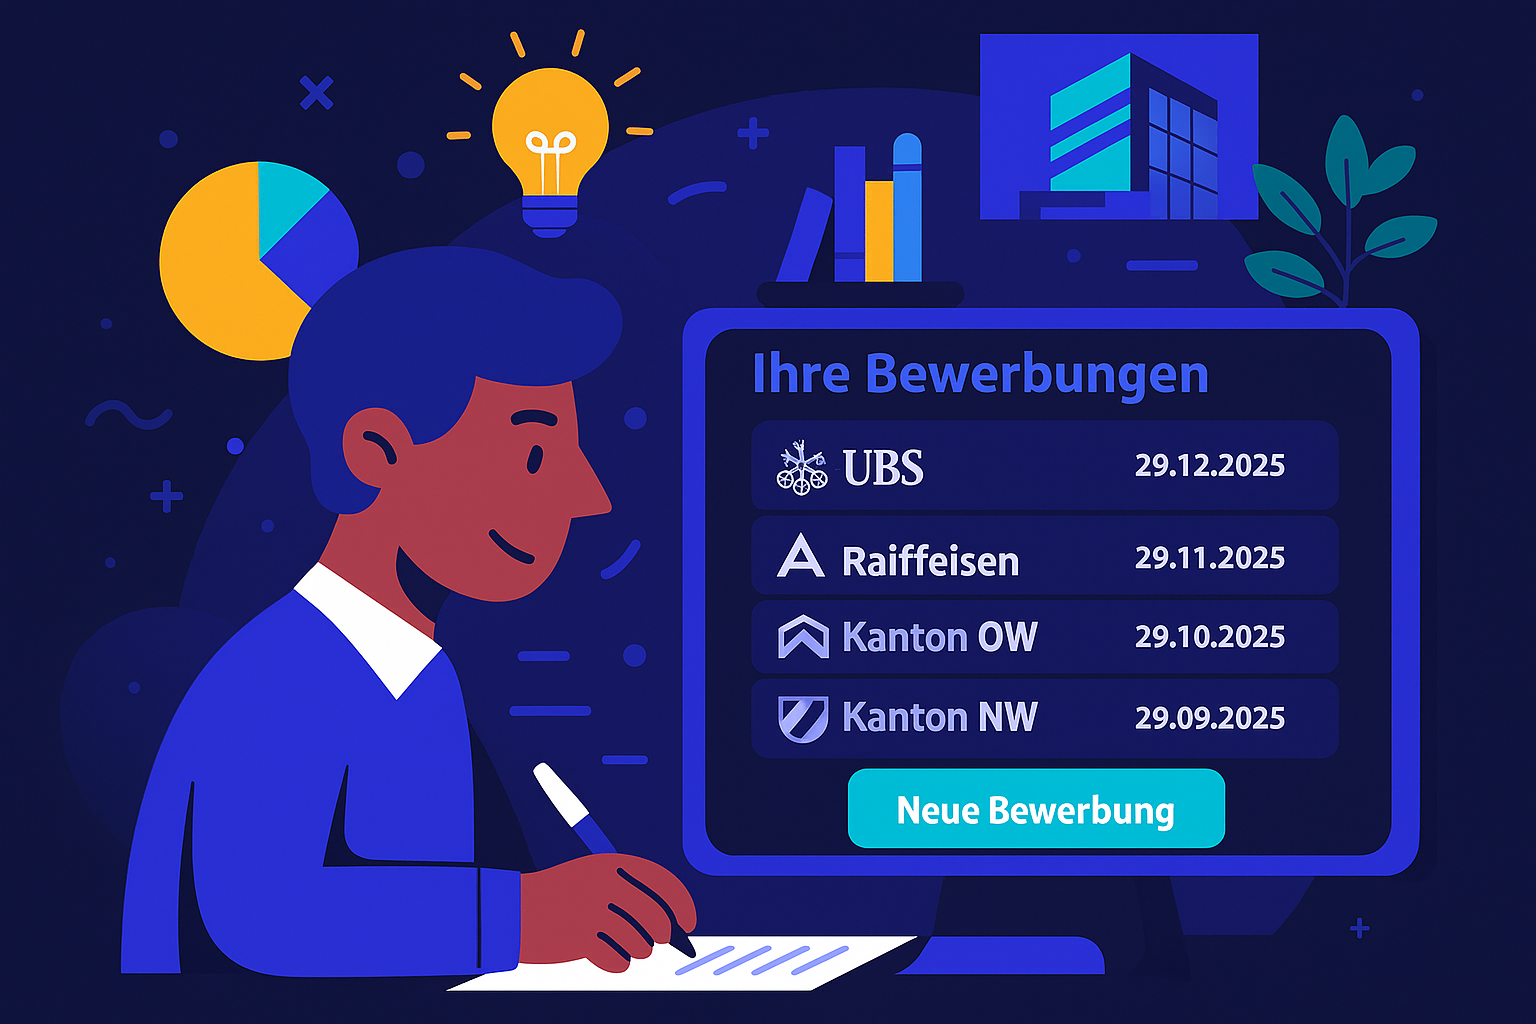 Ihre Bewerbungen
UBS 29.12.2025
Raiffeisen 29.11.2025
Kanton OW 29.10.2025
Kanton NW 29.09.2025
Neue Bewerbung